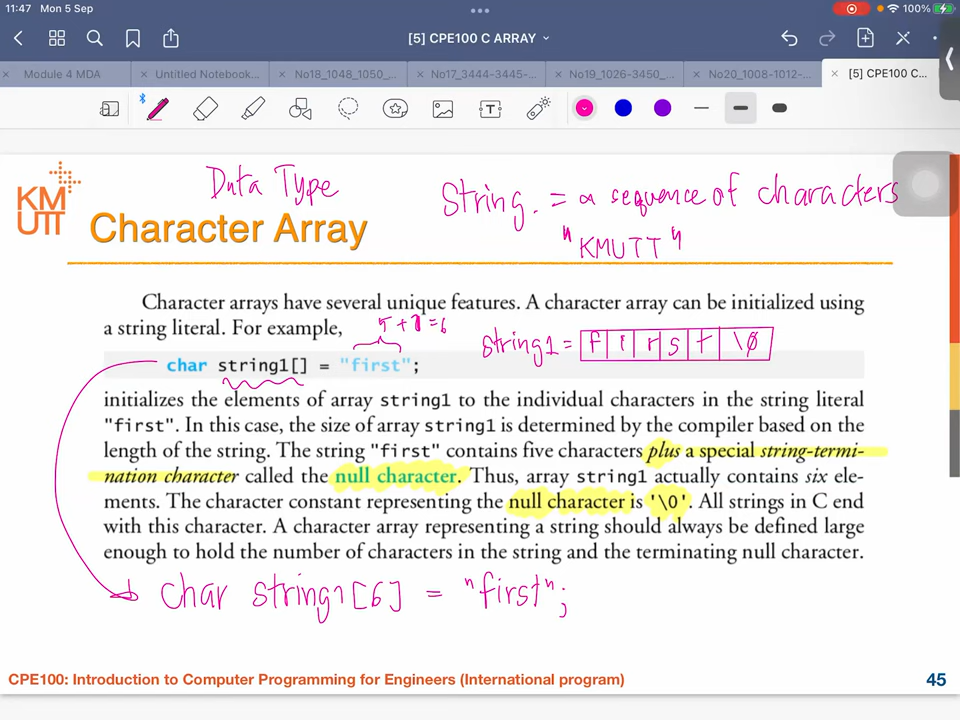 11:47 Mon 5 Sep
100%
[5] CPE100 C ARRAY
Module 4 MDA
Untitled Notebook...
No18_1048_1050_...
No17_3444-3445-...
No19_1026-3450_...
No20_1008-1012-...
[5] CPE100 C...
KM
UTT
Data Type
String. = a sequence of characters
"KMUTT"
Character Array
Character arrays have several unique features. A character array can be initialized using
a string literal. For example,
5+1=6
string1 = f i r s t \0
char string1[] = "first";
initializes the elements of array string1 to the individual characters in the string literal
"first". In this case, the size of array string1 is determined by the compiler based on the
length of the string. The string "first" contains five characters plus a special string-termi-
nation character called the null character. Thus, array string1 actually contains six ele-
ments. The character constant representing the null character is '\0'. All strings in C end
with this character. A character array representing a string should always be defined large
enough to hold the number of characters in the string and the terminating null character.
char string1[6] = "first";
CPE100: Introduction to Computer Programming for Engineers (International program)
45